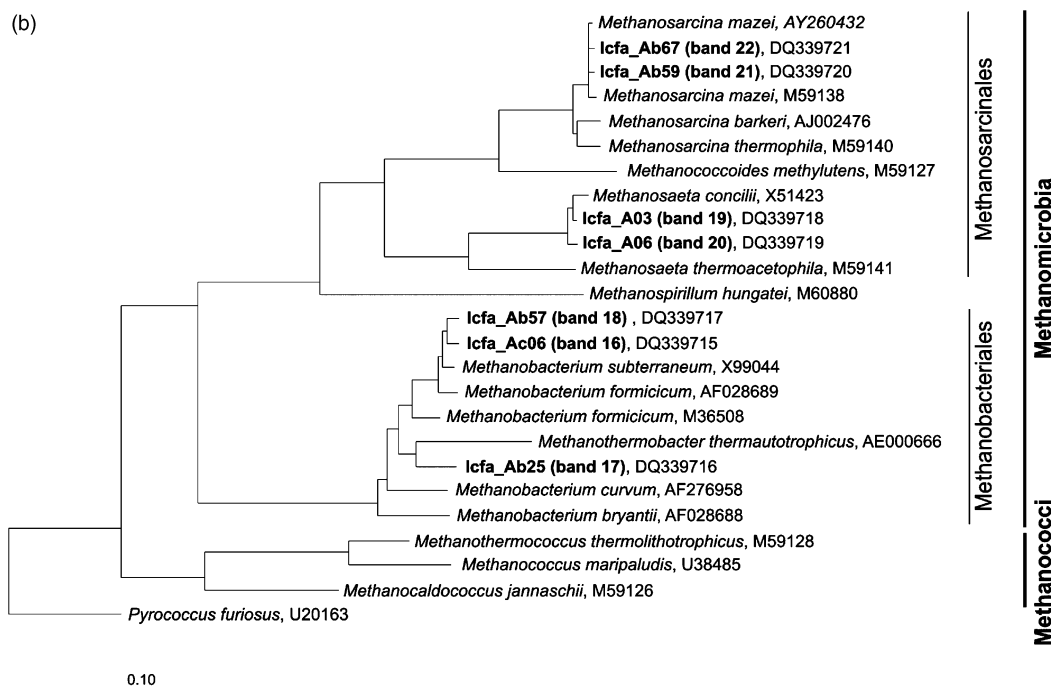 (b)
Methanosarcina mazei, AY260432
lcfa_Ab67 (band 22), DQ339721
lcfa_Ab59 (band 21), DQ339720
Methanosarcina mazei, M59138
Methanosarcina barkeri, AJ002476
Methanosarcina thermophila, M59140
Methanococcoides methylutens, M59127
Methanosaeta concilii, X51423
lcfa_A03 (band 19), DQ339718
lcfa_A06 (band 20), DQ339719
Methanosaeta thermoacetophila, M59141
Methanospirillum hungatei, M60880
lcfa_Ab57 (band 18) , DQ339717
lcfa_Ac06 (band 16), DQ339715
Methanobacterium subterraneum, X99044
Methanobacterium formicicum, AF028689
Methanobacterium formicicum, M36508
Methanothermobacter thermautotrophicus, AE000666
lcfa_Ab25 (band 17), DQ339716
Methanobacterium curvum, AF276958
Methanobacterium bryantii, AF028688
Methanothermococcus thermolithotrophicus, M59128
Methanococcus maripaludis, U38485
Methanocaldococcus jannaschii, M59126
Pyrococcus furiosus, U20163
0.10
Methanosarcinales
Methanobacteriales
Methanomicrobia
Methanococci